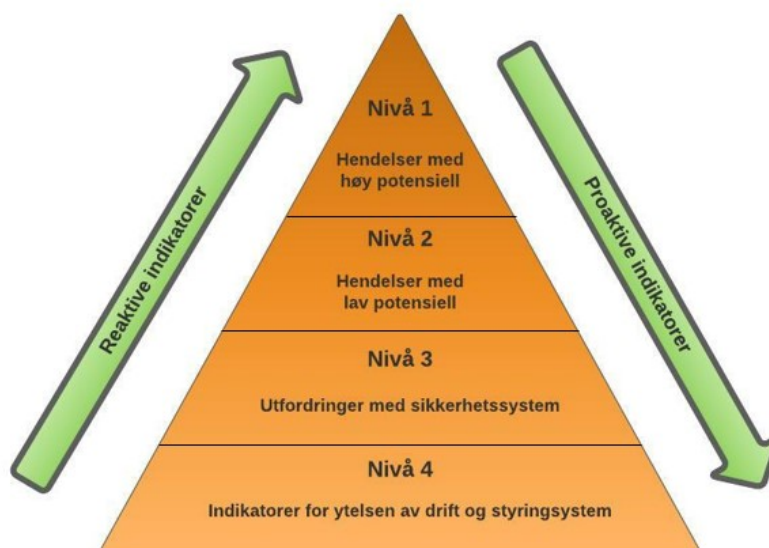 Nivå 1
Hendelser med
høy potensiell
Nivå 2
Hendelser med
lav potensiell
Nivå 3
Utfordringer med sikkerhetssystem
Nivå 4
Indikatorer for ytelsen av drift og styringsystem
Reaktive indikatorer
Proaktive indikatorer